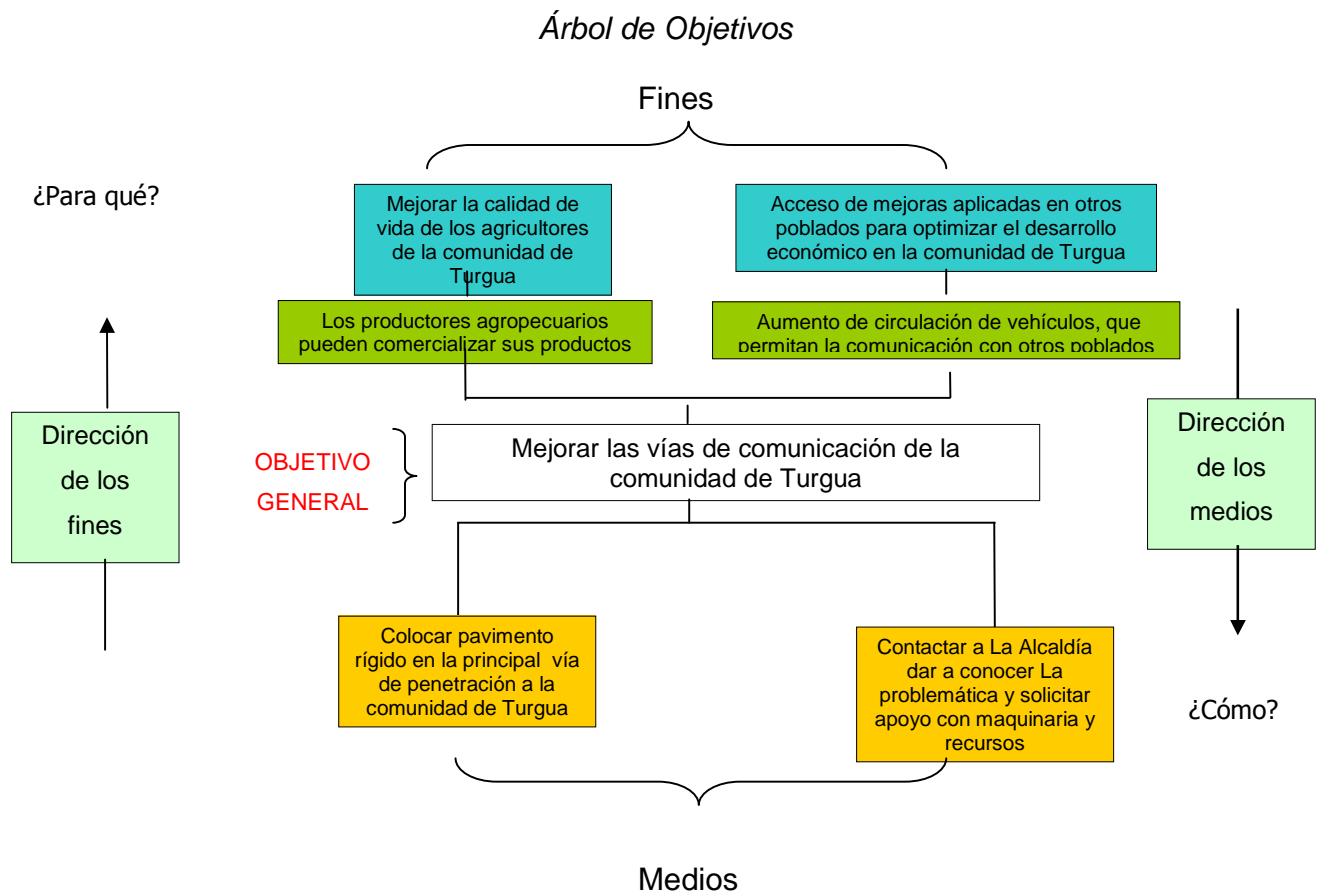 Árbol de Objetivos
Fines
¿Para qué?
Mejorar la calidad de
vida de los agricultores
de la comunidad de
Turgua
Acceso de mejoras aplicadas en otros
poblados para optimizar el desarrollo
económico en la comunidad de Turgua
Los productores agropecuarios
pueden comercializar sus productos
Aumento de circulación de vehículos, que
permitan la comunicación con otros poblados
Dirección
de los
fines
OBJETIVO
GENERAL
Mejorar las vías de comunicación de la
comunidad de Turgua
Dirección
de los
medios
Colocar pavimento
rígido en la principal vía
de penetración a la
comunidad de Turgua
Contactar a La Alcaldía
dar a conocer La
problemática y solicitar
apoyo con maquinaria y
recursos
¿Cómo?
Medios